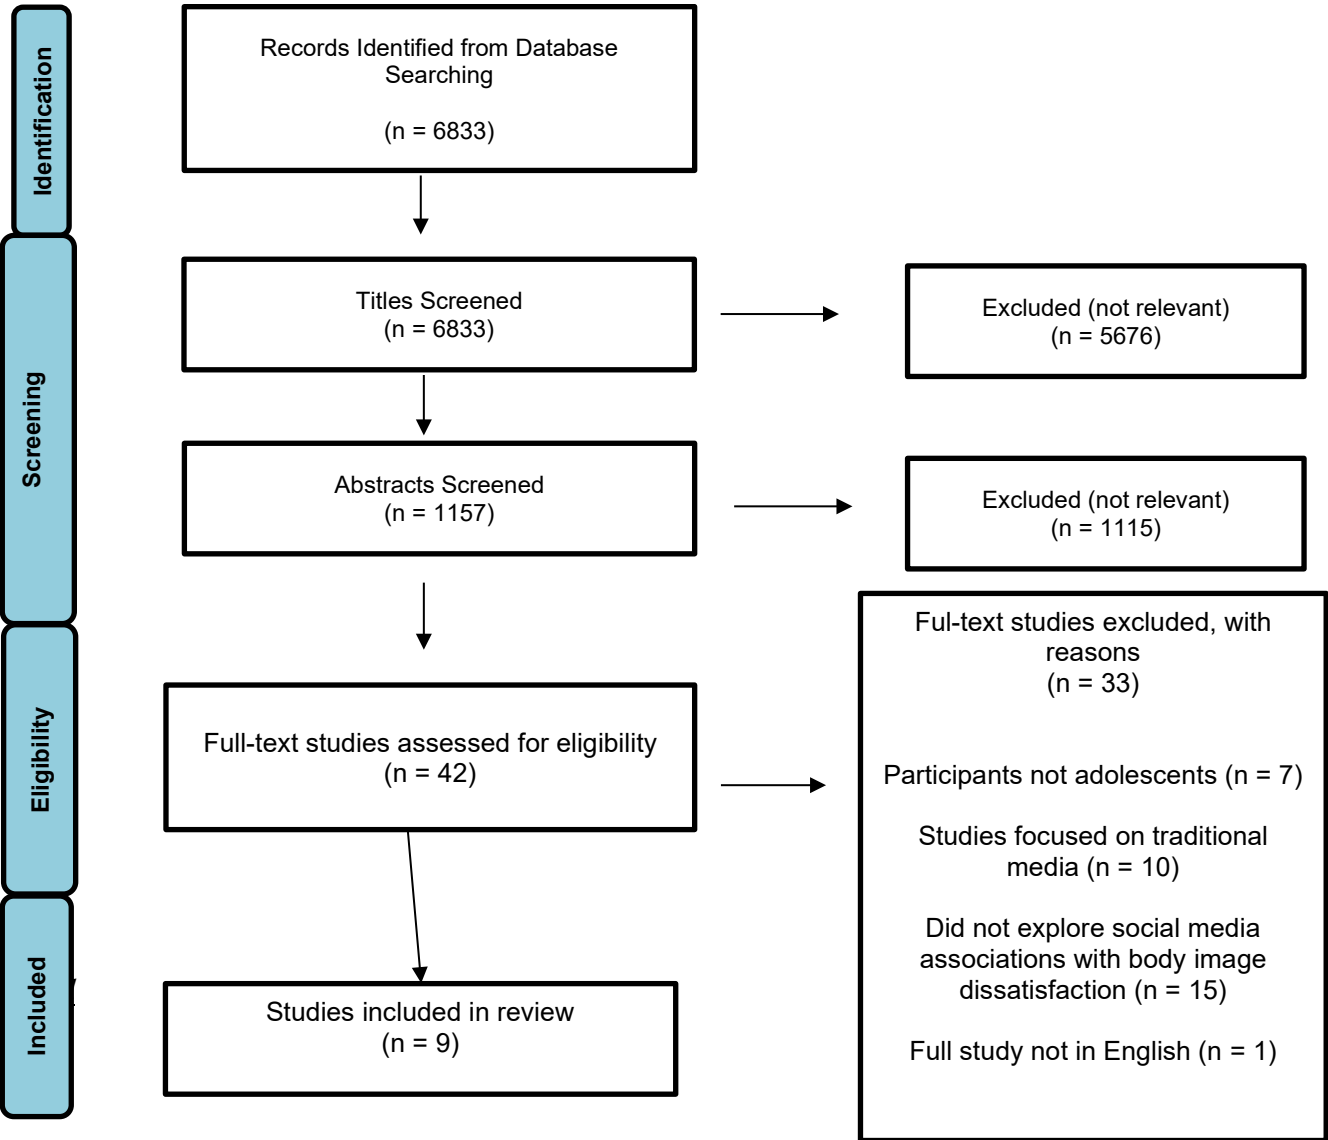 Identification
Records Identified from Database
Searching
(n = 6833)
Screening
Titles Screened
(n = 6833)
Excluded (not relevant)
(n = 5676)
Abstracts Screened
(n = 1157)
Excluded (not relevant)
(n = 1115)
Eligibility
Full-text studies assessed for eligibility
(n = 42)
Ful-text studies excluded, with
reasons
(n = 33)
Participants not adolescents (n = 7)
Studies focused on traditional
media (n = 10)
Did not explore social media
associations with body image
dissatisfaction (n = 15)
Full study not in English (n = 1)
Included
Studies included in review
(n = 9)